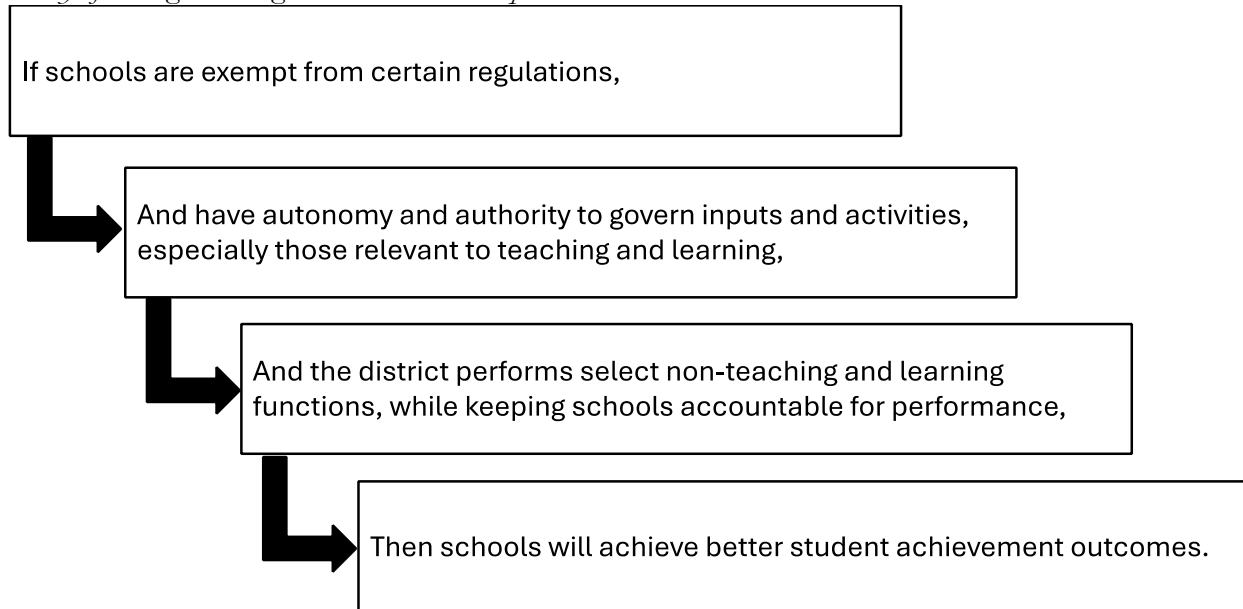 If schools are exempt from certain regulations,
And have autonomy and authority to govern inputs and activities,
especially those relevant to teaching and learning,
And the district performs select non-teaching and learning
functions, while keeping schools accountable for performance,
Then schools will achieve better student achievement outcomes.